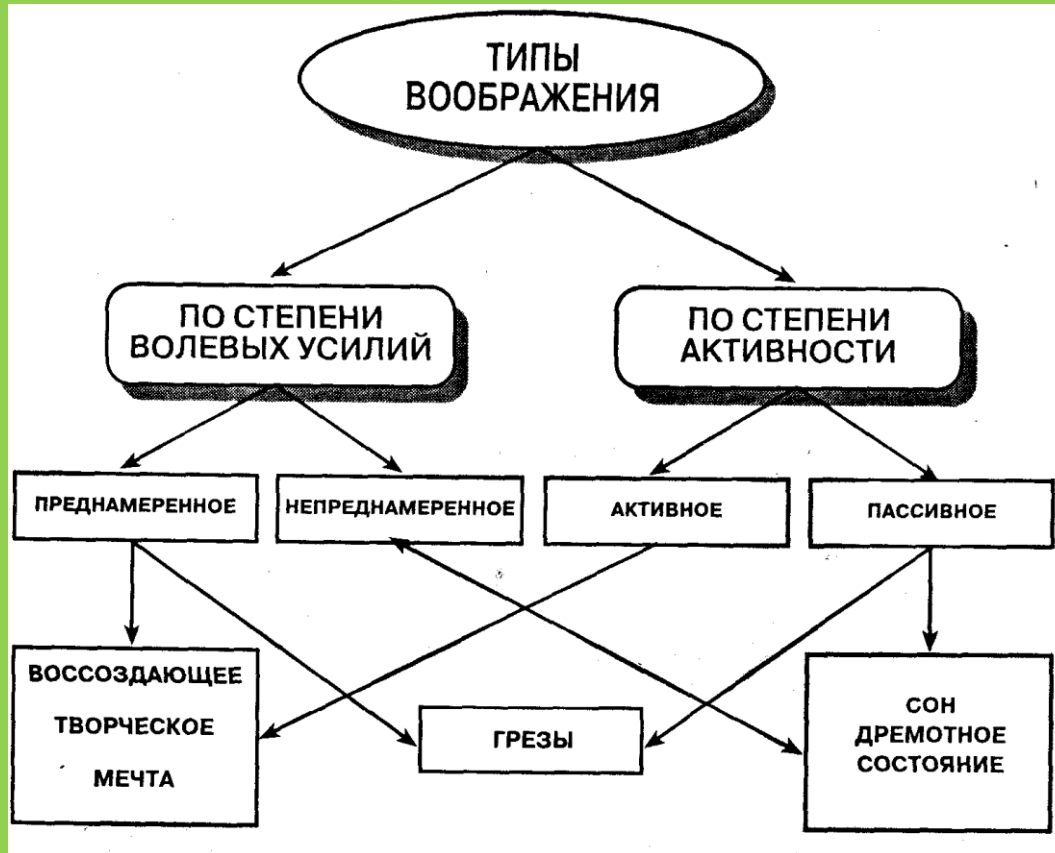 ТИПЫ
ВООБРАЖЕНИЯ
ПО СТЕПЕНИ
ВОЛЕВЫХ УСИЛИЙ
ПО СТЕПЕНИ
АКТИВНОСТИ
ПРЕДНАМЕРЕННОЕ
НЕПРЕДНАМЕРЕННОЕ
АКТИВНОЕ
ПАССИВНОЕ
ВОССОЗДАЮЩЕЕ
ТВОРЧЕСКОЕ
МЕЧТА
ГРЕЗЫ
СОН
ДРЕМОТНОЕ
СОСТОЯНИЕ